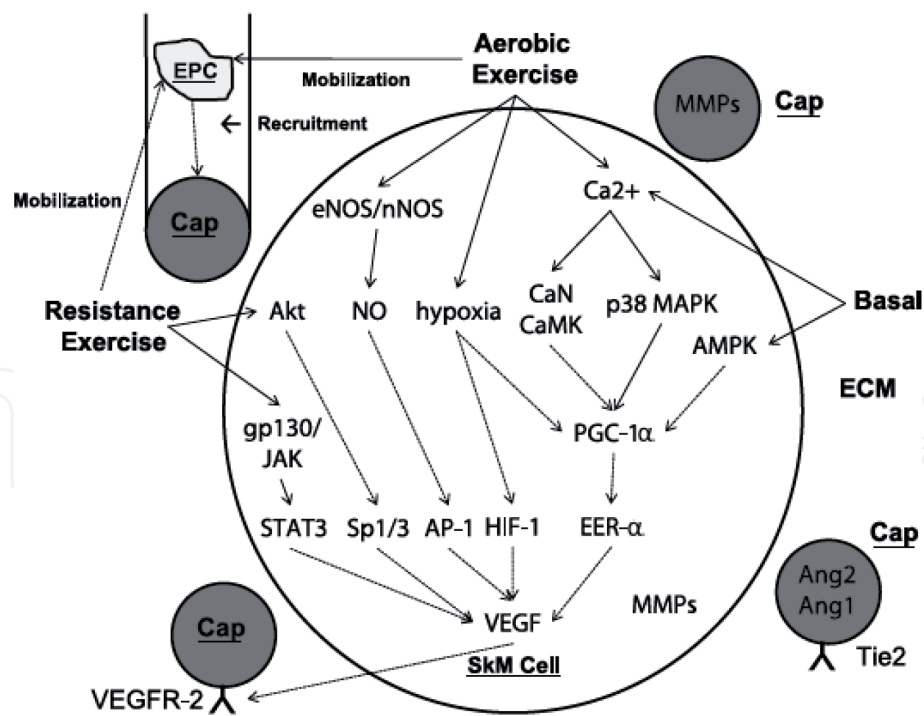 Aerobic
Exercise
EPC
Mobilization
MMPs
Cap
Recruitment
Mobilization
Cap
eNOS/nNOS
Ca2+
Resistance
Exercise
Akt
NO
hypoxia
CaN
CaMK
p38 MAPK
AMPK
Basal
ECM
gp130/
JAK
PGC-1α
STAT3
Sp1/3
AP-1
HIF-1
EER-α
Cap
Ang2
Ang1
Tie2
MMPs
VEGF
SkM Cell
Cap
VEGFR-2